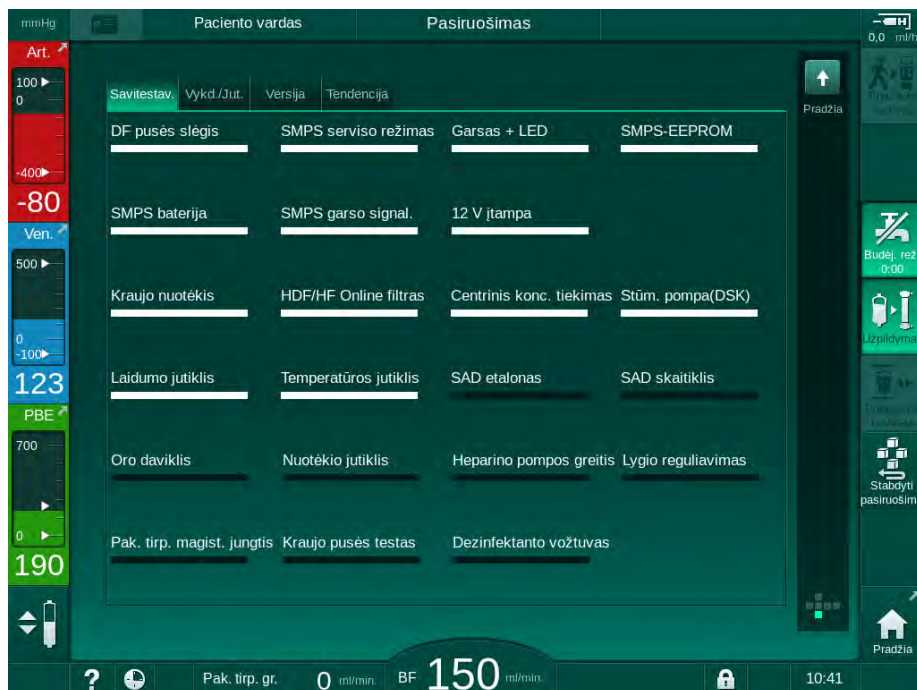 mmHg
Paciento vardas
Pasiruošimas
0,0 ml/h
Art.
100
0
-400
-80
Ven.
500
0
-100
123
PBE
700
0
190
Savitestav.
Vykd./Jut.
Versija
Tendencija
Pradžia
DF pusės slėgis
SMPS serviso režimas
Garsas + LED
SMPS-EEPROM
SMPS baterija
SMPS garso signal.
12 V įtampa
Kraujo nuotėkis
HDF/HF Online filtras
Centrinis konc. tiekimas
Stūm. pompa(DSK)
Laidumo jutiklis
Temperatūros jutiklis
SAD etalonas
SAD skaitiklis
Oro daviklis
Nuotėkio jutiklis
Heparino pompos greitis
Lygio reguliavimas
Pak. tirp. magist. jungtis
Kraujo pusės testas
Dezinfektanto vožtuvas
Budėj. rež
0:00
Užpildyma
Stabdyti
pasiruošim
Pradžia
?
Pak. tirp. gr.
0 ml/min.
BF 150 ml/min.
10:41